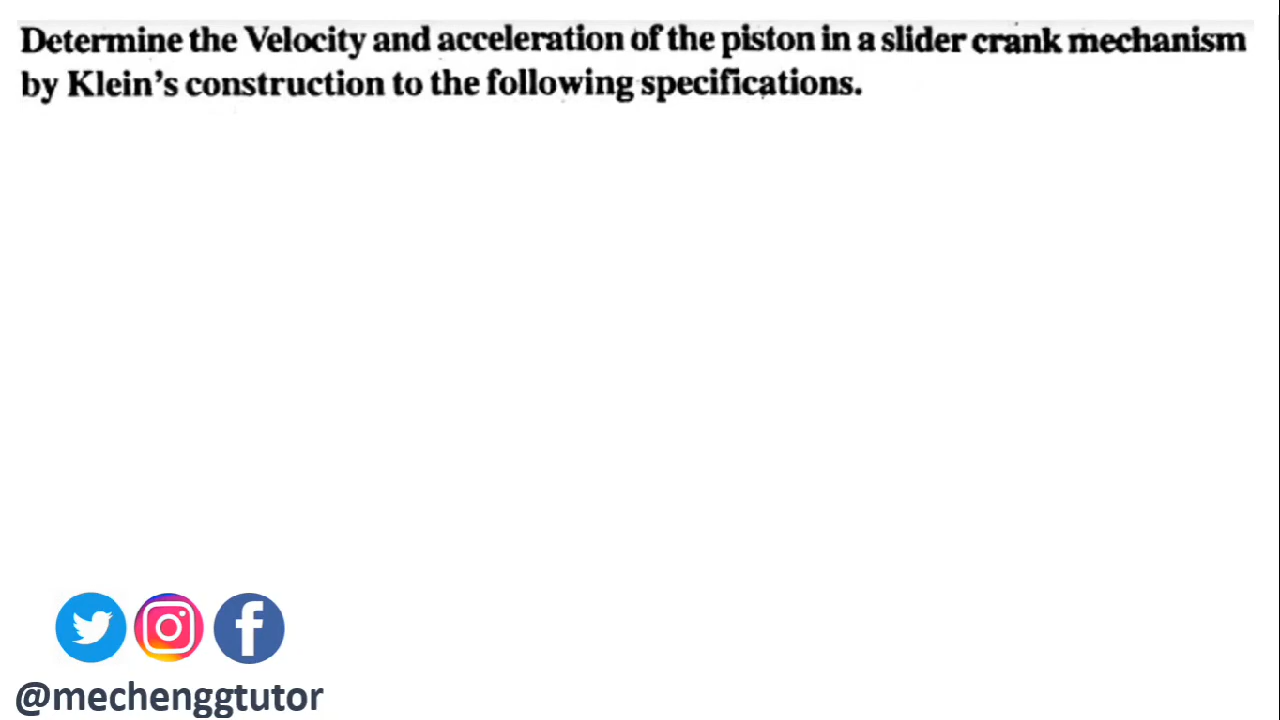 Determine the Velocity and acceleration of the piston in a slider crank mechanism
by Klein's construction to the following specifications.
@mechenggtutor